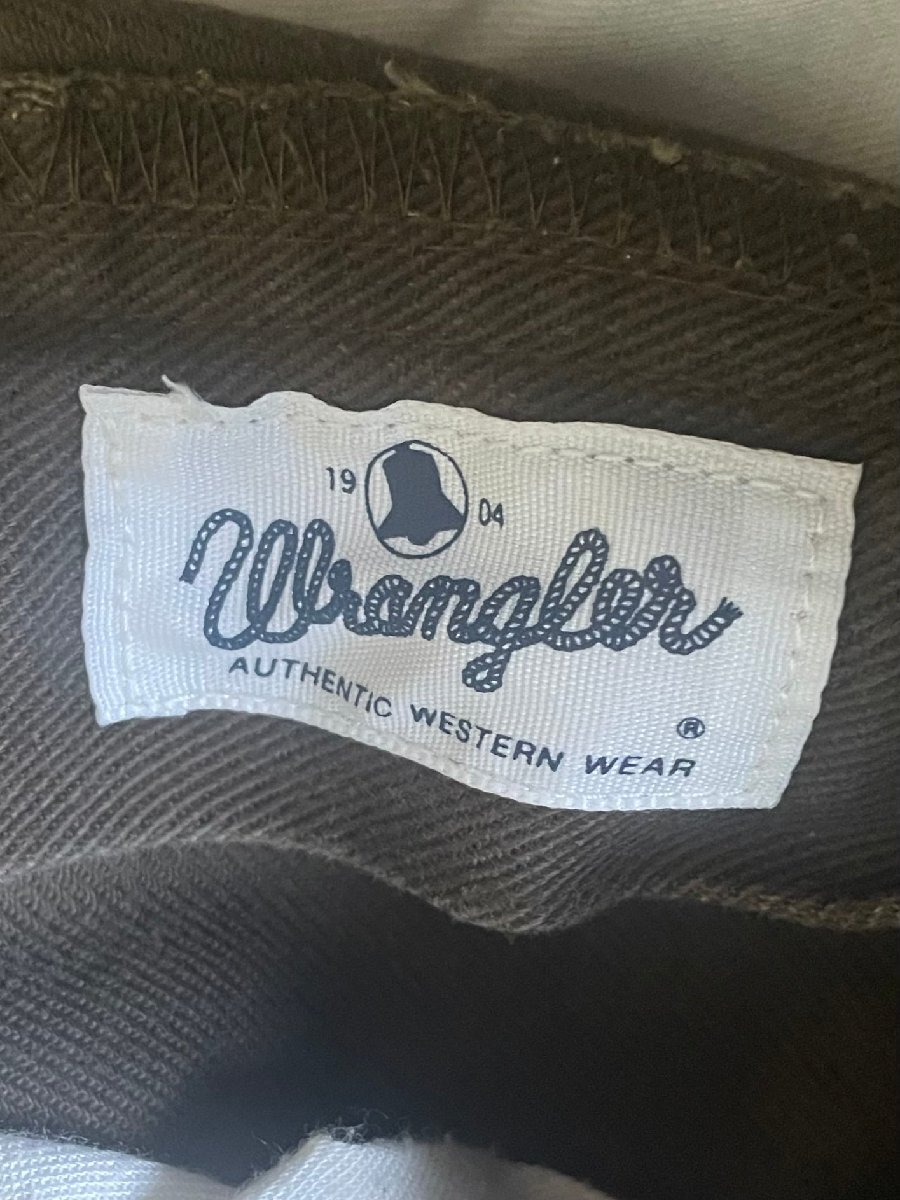 19 04
Wrangler
®
AUTHENTIC WESTERN WEAR